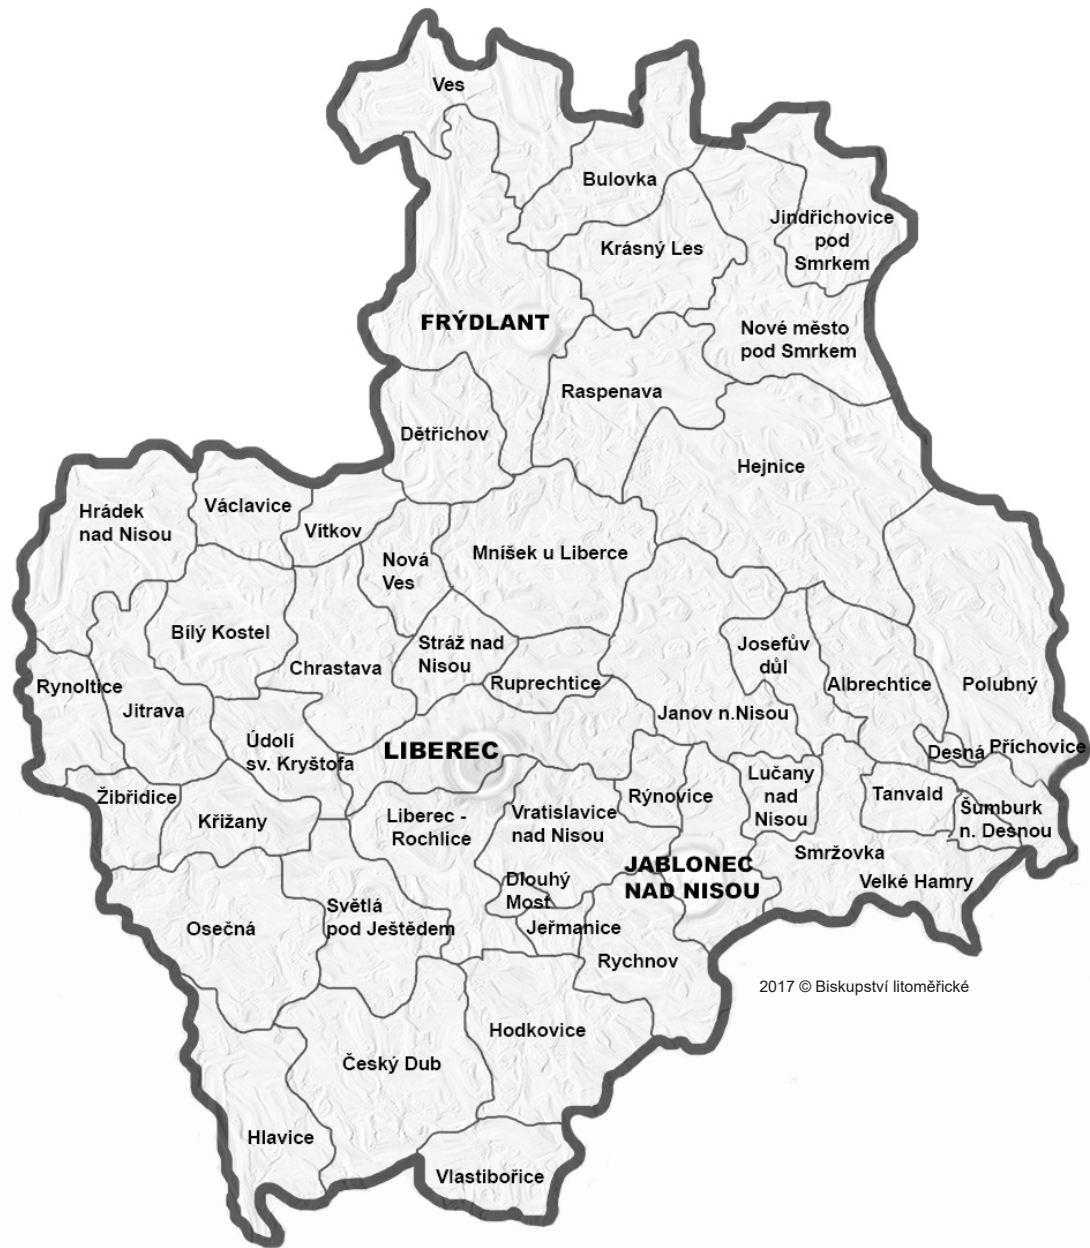 Ves
Bulovka
Jindřichovice
pod
Smrkem
Krásný Les
FRÝDLANT
Nové město
pod Smrkem
Raspenava
Dětřichov
Hejnice
Hrádek
nad Nisou
Václavice
Vítkov
Nová
Ves
Mníšek u Liberce
Bílý Kostel
Stráž nad
Nisou
Chrastava
Josefův
důl
Rynoltice
Jitrava
Ruprechtice
Albrechtice
Polubný
Janov n.Nisou
Údolí
sv. Kryštofa
LIBEREC
Desná
Příchovice
Žibřidice
Rýnovice
Lučany
nad
Nisou
Tanvald
Šumburk
n. Desnou
Křižany
Liberec -
Rochlice
Vratislavice
nad Nisou
Smržovka
JABLONEC
NAD NISOU
Velké Hamry
Dlouhý
Most
Světlá
pod Ještědem
Osečná
Jeřmanice
Rychnov
2017 © Biskupství litoměřické
Hodkovice
Český Dub
Hlavice
Vlastibořice